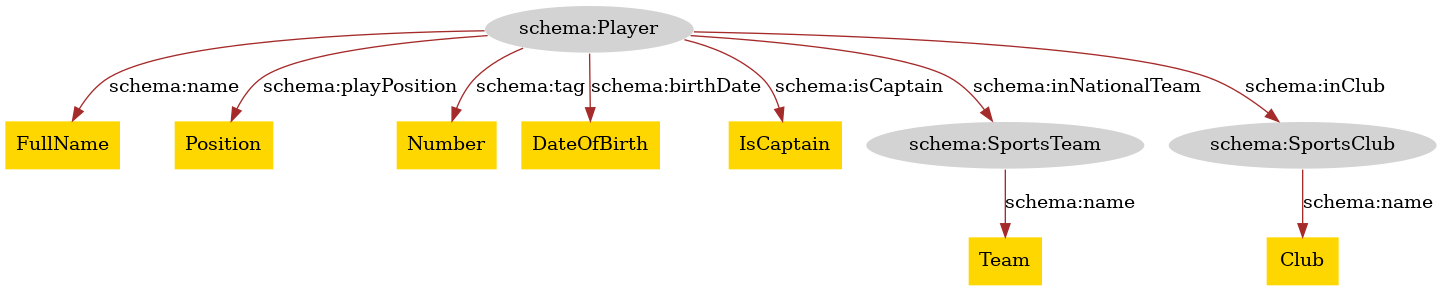 schema:Player
schema:name
schema:playPosition
schema:tag
schema:birthDate
schema:isCaptain
schema:inNationalTeam
schema:inClub
FullName
Position
Number
DateOfBirth
IsCaptain
schema:SportsTeam
schema:SportsClub
schema:name
schema:name
Team
Club